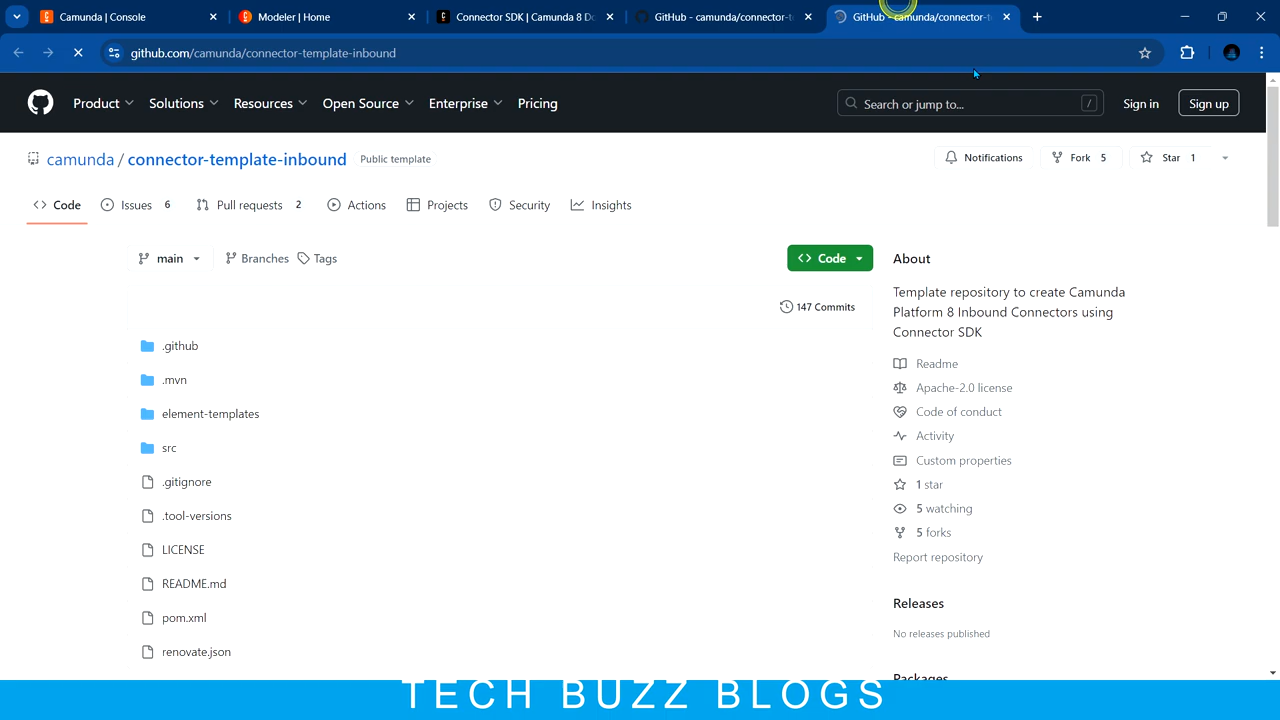 Camunda | Console
Modeler | Home
Connector SDK | Camunda 8 Do
GitHub - camunda/connector-t
GitHub - camunda/connector-t
github.com/camunda/connector-template-inbound
Product
Solutions
Resources
Open Source
Enterprise
Pricing
Search or jump to...
/
Sign in
Sign up
camunda / connector-template-inbound
Public template
Notifications
Fork 5
Star 1
Code
Issues 6
Pull requests 2
Actions
Projects
Security
Insights
main
Branches
Tags
Code
147 Commits
.github
.mvn
element-templates
src
.gitignore
.tool-versions
LICENSE
README.md
pom.xml
renovate.json
About
Template repository to create Camunda
Platform 8 Inbound Connectors using
Connector SDK
Readme
Apache-2.0 license
Code of conduct
Activity
Custom properties
1 star
5 watching
5 forks
Report repository
Releases
No releases published
Packages
TECH BUZZ BLOGS